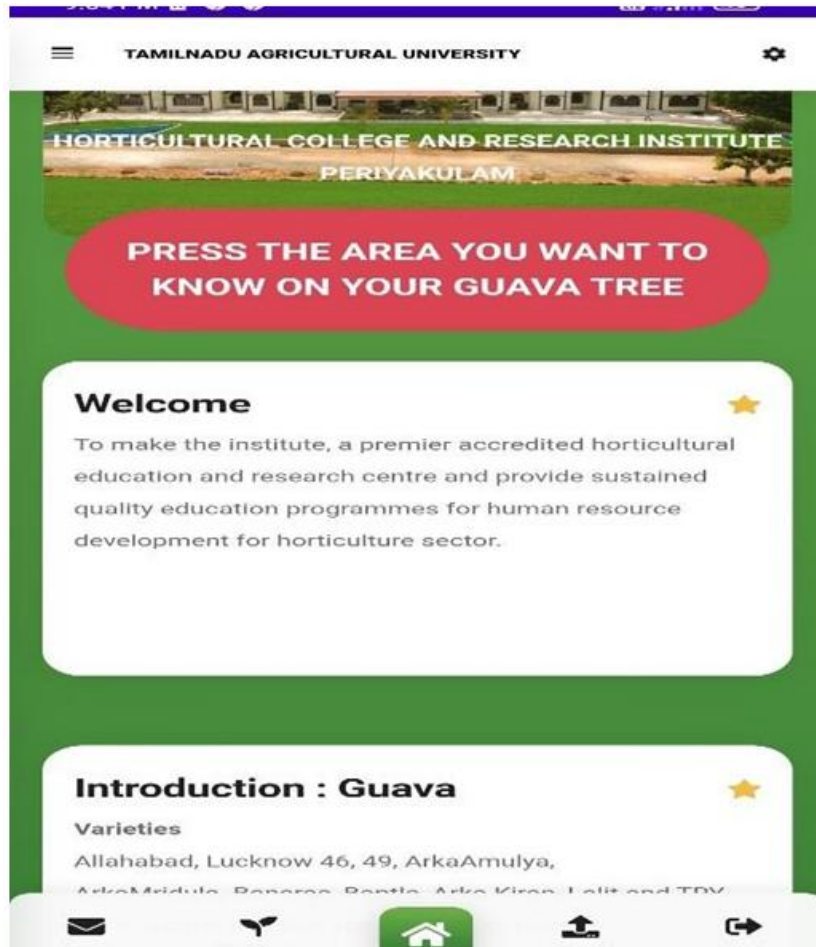 TAMILNADU AGRICULTURAL UNIVERSITY
HORTICULTURAL COLLEGE AND RESEARCH INSTITUTE
PERIYAKULAM
PRESS THE AREA YOU WANT TO
KNOW ON YOUR GUAVA TREE
Welcome
To make the institute, a premier accredited horticultural
education and research centre and provide sustained
quality education programmes for human resource
development for horticulture sector.
Introduction : Guava
Varieties
Allahabad, Lucknow 46, 49, ArkaAmulya,